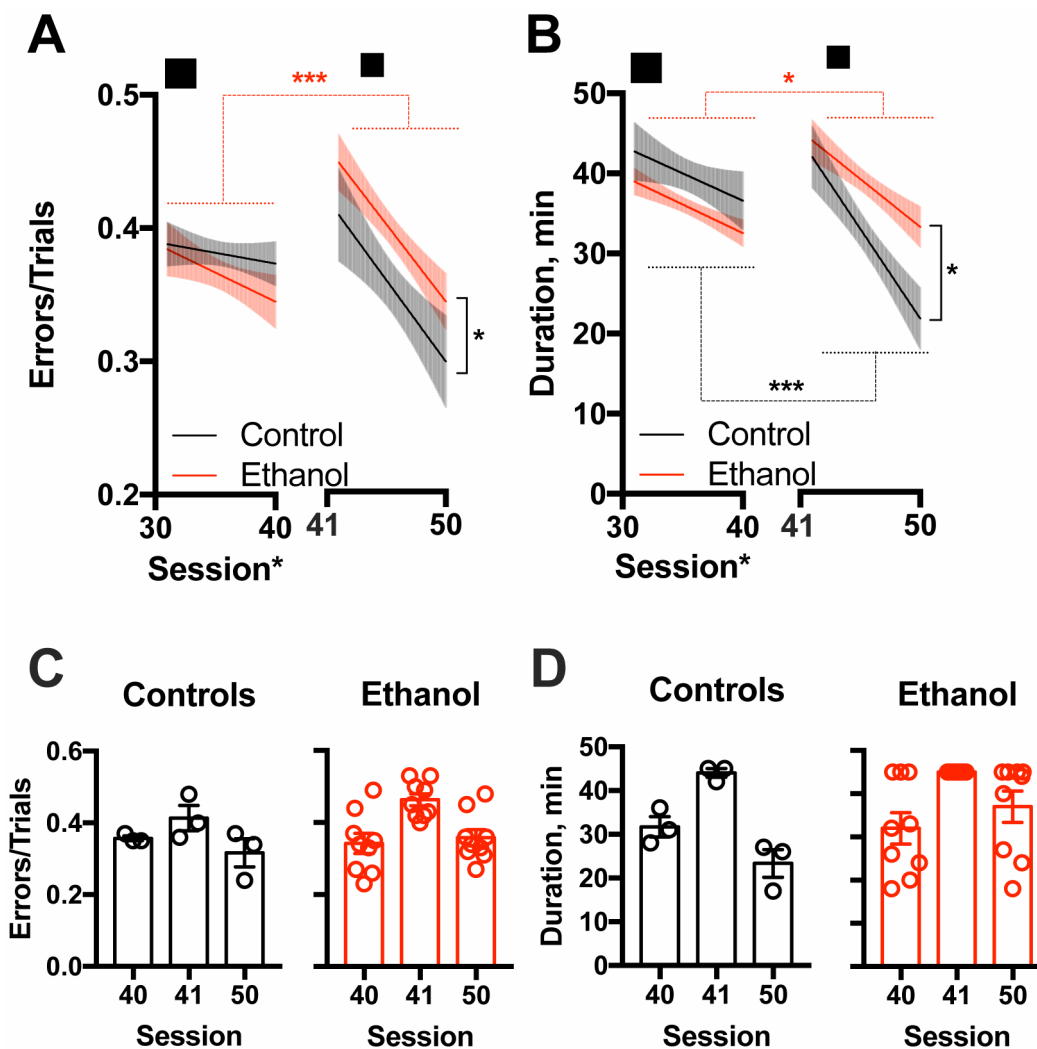 A
B
***
*
0.5
0.4
0.3
0.2
Errors/Trials
*
Control
Ethanol
30
40
41
50
Session*
50
40
30
20
10
0
Duration, min
*
***
Control
Ethanol
30
40
41
50
Session*
C
D
Controls
Ethanol
Controls
Ethanol
0.6
0.4
0.2
0.0
Errors/Trials
40
41
50
Session
40
41
50
Session
50
40
30
20
10
0
Duration, min
40
41
50
Session
40
41
50
Session